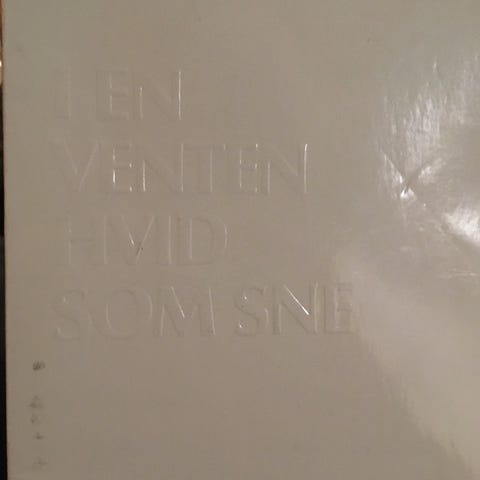 I EN
VENTEN
HVID
SOM SNE